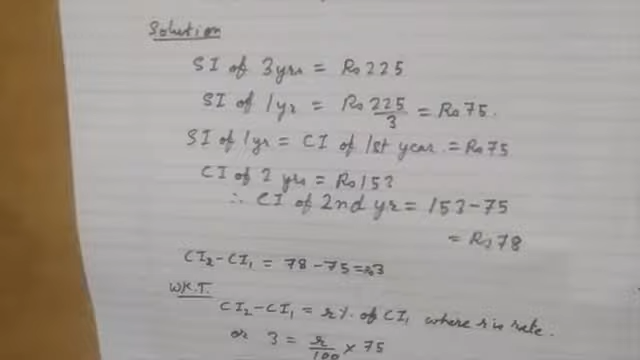 Solution
SI of 3yrs = Rs 225
SI of 1yr = Rs 225/3 = Rs 75.
SI of 1yr = CI of 1st year = Rs 75
CI of 2 yrs = Rs 153
∴ CI of 2nd yr = 153-75
= Rs 78
CI₂-CI₁ = 78-75 = Rs 3
W.K.T.
CI₂-CI₁ = r% of CI₁ where r is rate.
or 3 = r/100 × 75